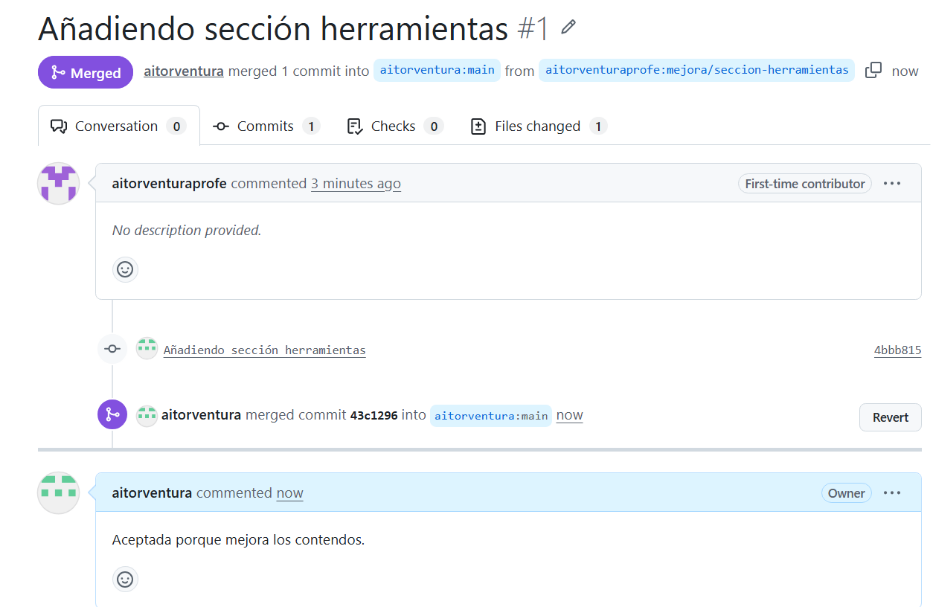 Añadiendo sección herramientas #1
Merged aitorventura merged 1 commit into aitorventura:main from aitorventuraprofe:mejora/seccion-herramientas now
Conversation 0 Commits 1 Checks 0 Files changed 1
aitorventuraprofe commented 3 minutes ago First-time contributor
No description provided.
Añadiendo sección herramientas 4bbb815
aitorventura merged commit 43c1296 into aitorventura:main now Revert
aitorventura commented now Owner
Aceptada porque mejora los contendos.